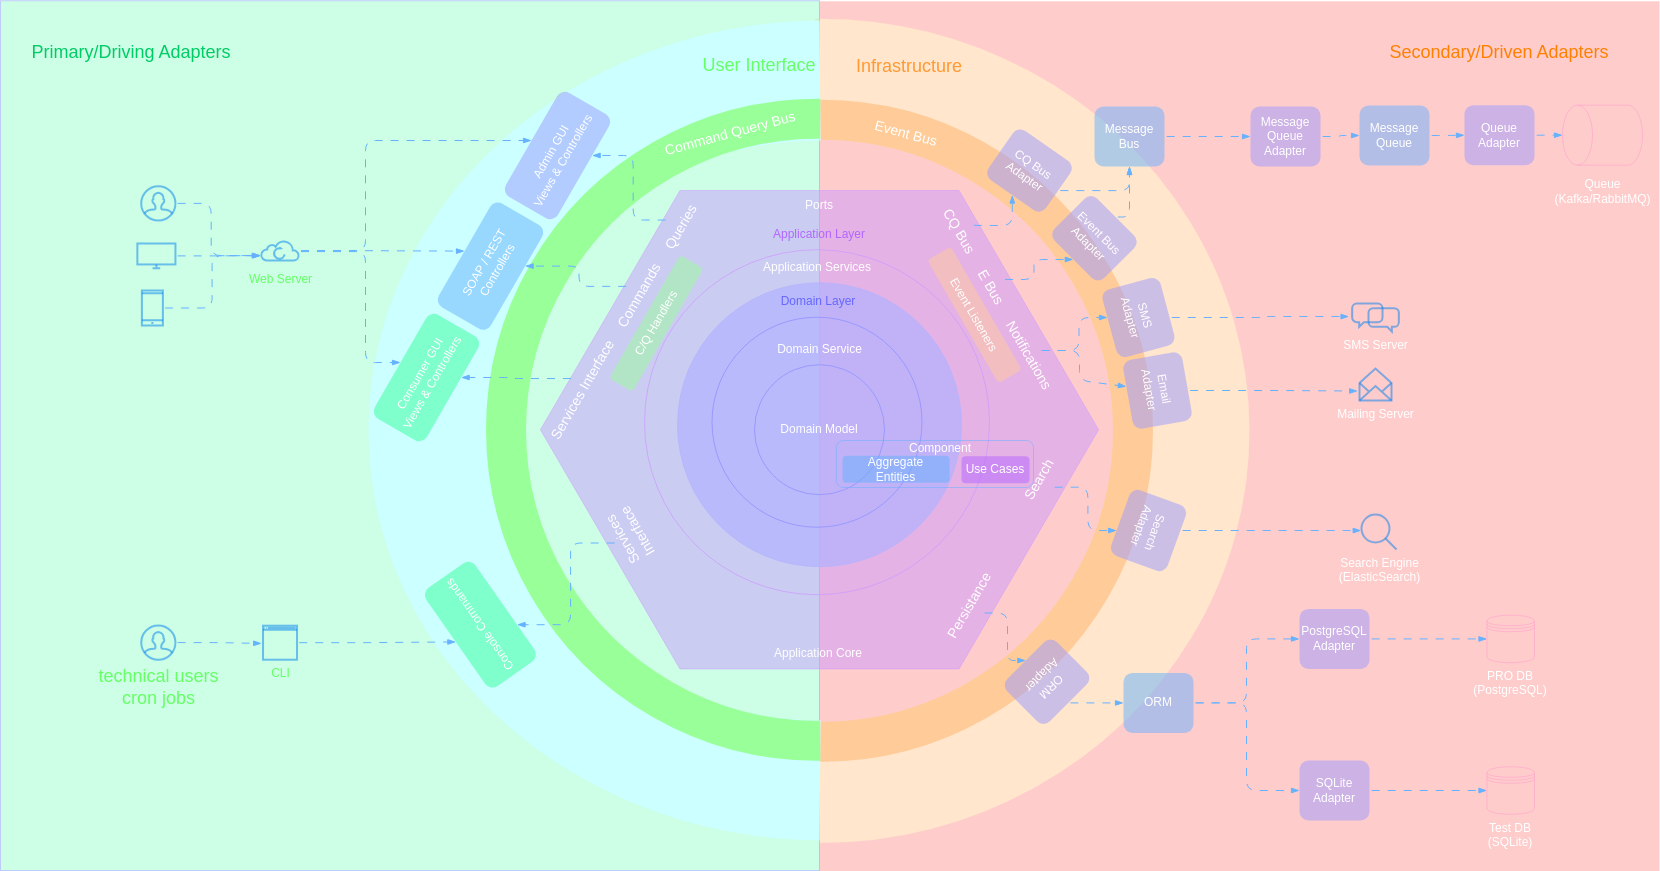 Primary/Driving Adapters
User Interface
Infrastructure
Secondary/Driven Adapters
Command Query Bus
Event Bus
Admin GUI
Views & Controllers
SOAP / REST
Controllers
Consumer GUI
Views & Controllers
Console Commands
Web Server
technical users
cron jobs
CLI
Queries
Commands
C/Q Handlers
Services Interface
Services
Interface
Ports
Application Layer
Application Services
Domain Layer
Domain Service
Domain Model
Component
Aggregate
Entities
Use Cases
Application Core
CQ Bus
E Bus
Event Listeners
Notifications
Search
Persistance
CQ Bus
Adapter
Event Bus
Adapter
SMS
Adapter
Email
Adapter
Search
Adapter
ORM
Adapter
Message
Bus
Message
Queue
Adapter
Message
Queue
Queue
Adapter
Queue
(Kafka/RabbitMQ)
SMS Server
Mailing Server
Search Engine
(ElasticSearch)
ORM
PostgreSQL
Adapter
PRO DB
(PostgreSQL)
SQLite
Adapter
Test DB
(SQLite)